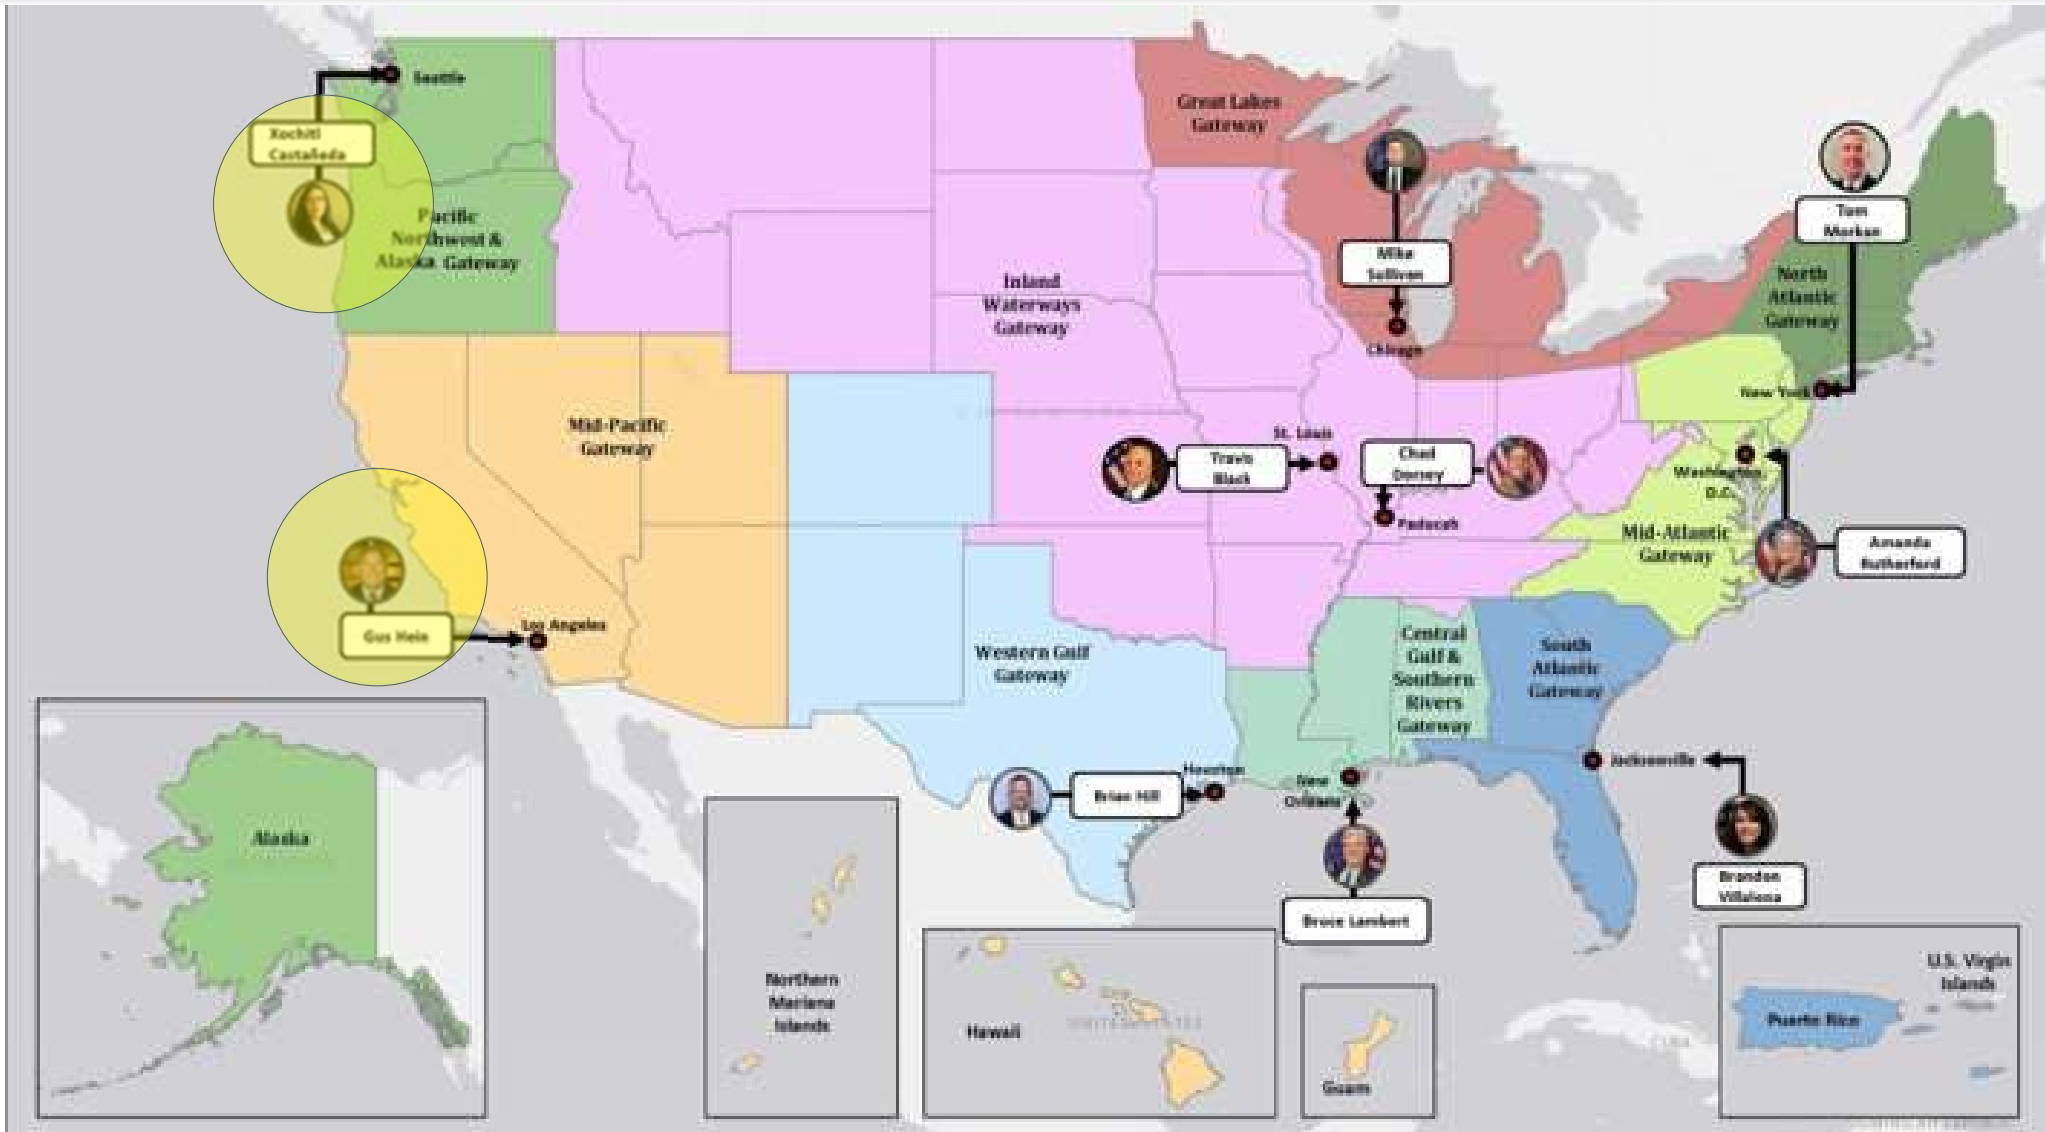 Seattle
Xochitl
Castañeda
Pacific
Northwest &
Alaska Gateway
Great Lakes
Gateway
Mike
Sullivan
Chicago
Tom
Morkan
North
Atlantic
Gateway
New York
Inland
Waterways
Gateway
Mid-Pacific
Gateway
St. Louis
Travis
Black
Chad
Dorsey
Paducah
Washington,
D.C.
Mid-Atlantic
Gateway
Amanda
Rutherford
Gus Hein
Los Angeles
Western Gulf
Gateway
Central
Gulf &
Southern
Rivers
Gateway
South
Atlantic
Gateway
Houston
Brian Hill
New
Orleans
Jacksonville
Bruce Lambert
Brandon
Villalona
Alaska
Northern
Mariana
Islands
Hawaii
UNITED STATES
Guam
CUBA
U.S. Virgin
Islands
Puerto Rico